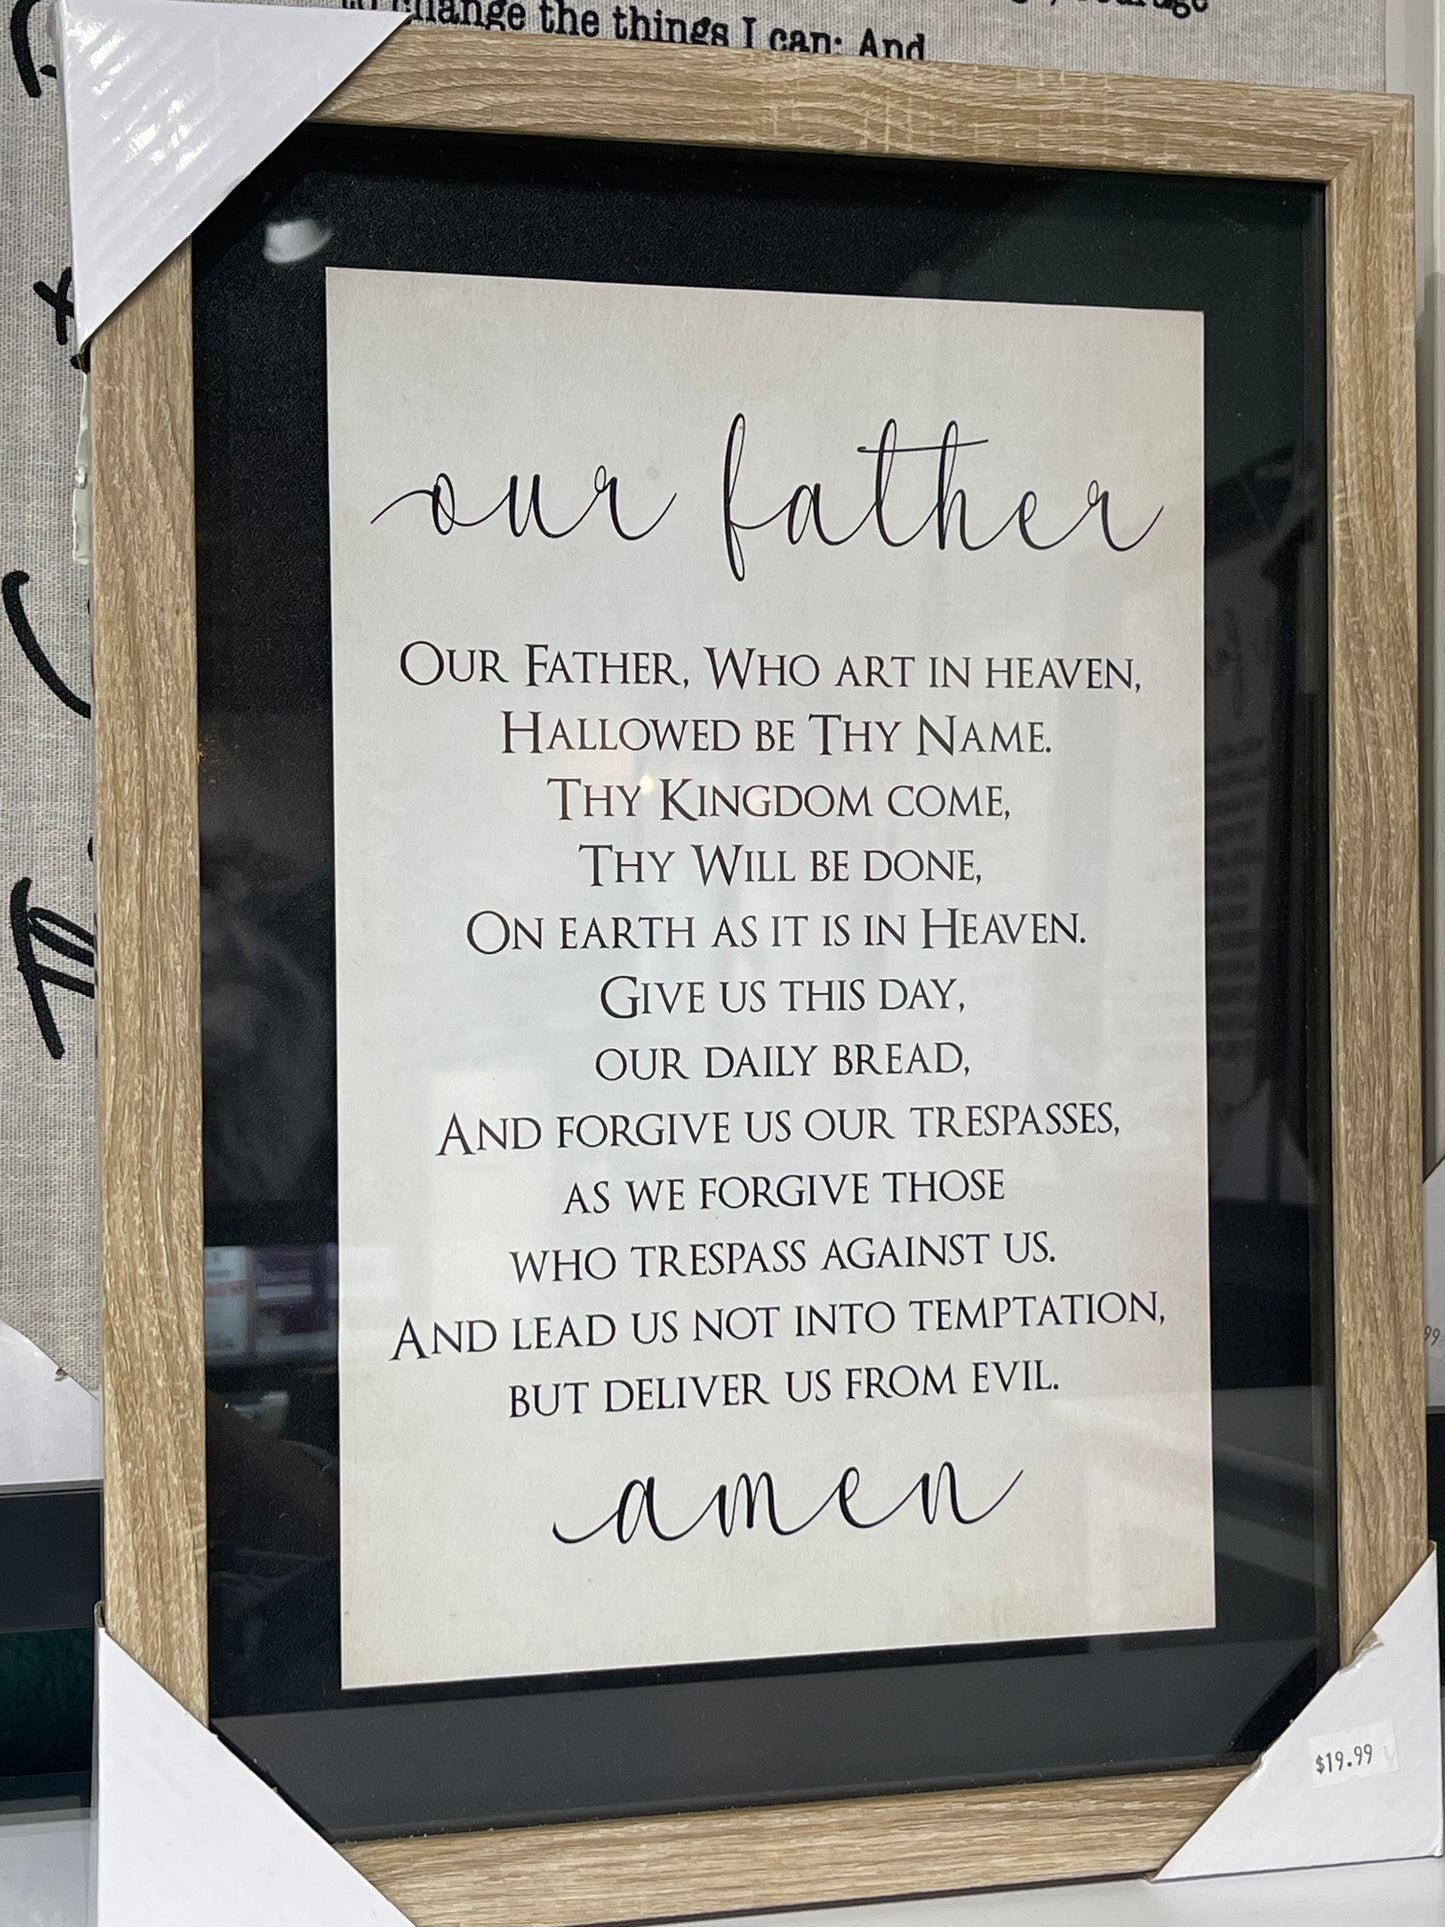 to change the things I can: And
our father
Our Father, Who art in heaven,
Hallowed be Thy Name.
Thy Kingdom come,
Thy Will be done,
On earth as it is in Heaven.
Give us this day,
our daily bread,
And forgive us our trespasses,
as we forgive those
who trespass against us.
And lead us not into temptation,
but deliver us from evil.
amen
$19.99